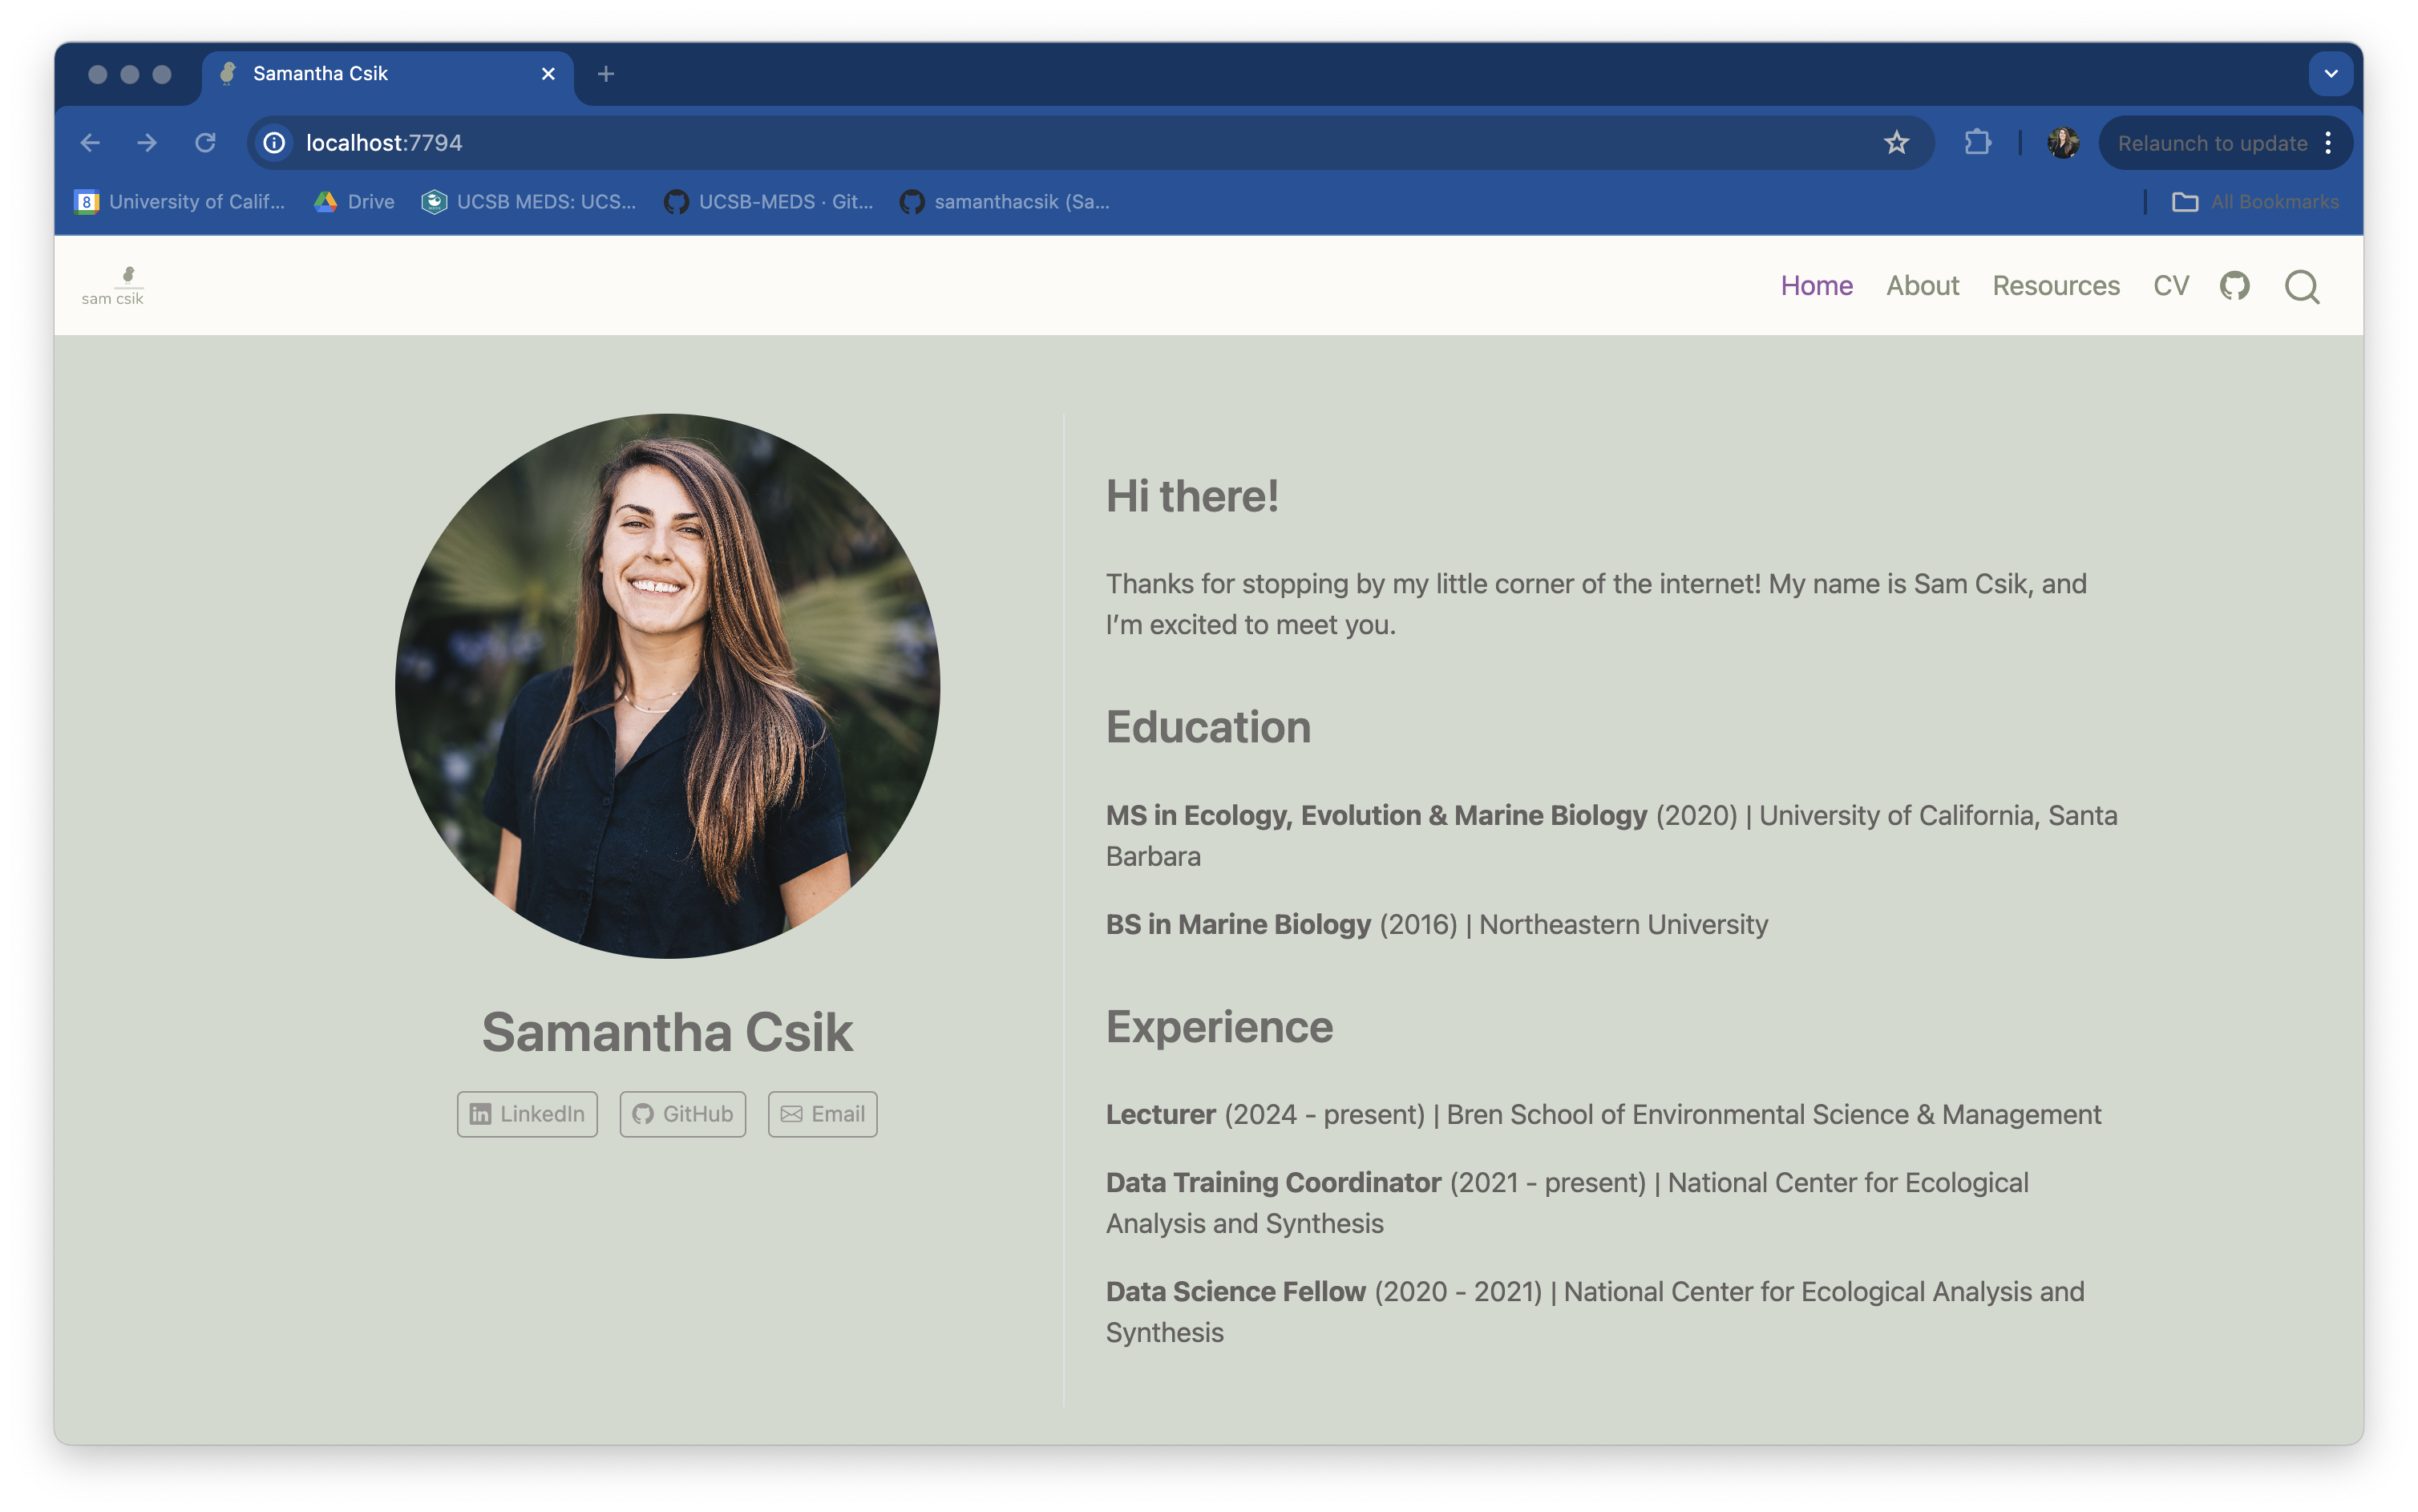 Samantha Csik
localhost:7794
Relaunch to update
8
University of Calif...
Drive
UCSB MEDS: UCS...
UCSB-MEDS · Git...
samanthacsik (Sa...
All Bookmarks
sam csik
Home
About
Resources
CV
Samantha Csik
in LinkedIn
GitHub
Email
Hi there!
Thanks for stopping by my little corner of the internet! My name is Sam Csik, and
I’m excited to meet you.
Education
MS in Ecology, Evolution & Marine Biology (2020) | University of California, Santa
Barbara
BS in Marine Biology (2016) | Northeastern University
Experience
Lecturer (2024 - present) | Bren School of Environmental Science & Management
Data Training Coordinator (2021 - present) | National Center for Ecological
Analysis and Synthesis
Data Science Fellow (2020 - 2021) | National Center for Ecological Analysis and
Synthesis